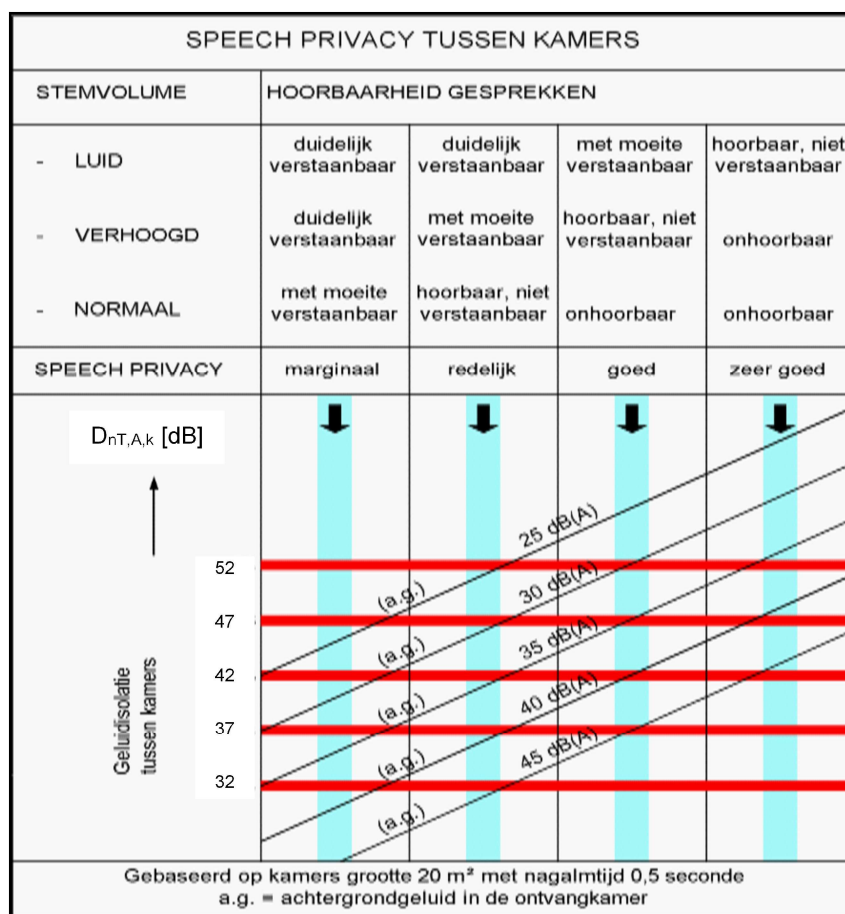 SPEECH PRIVACY TUSSEN KAMERS
STEMVOLUME
HOORBAARHEID GESPREKKEN
- LUID
duidelijk
verstaanbaar
duidelijk
verstaanbaar
met moeite
verstaanbaar
hoorbaar, niet
verstaanbaar
- VERHOOGD
duidelijk
verstaanbaar
met moeite
verstaanbaar
hoorbaar, niet
verstaanbaar
onhoorbaar
- NORMAAL
met moeite
verstaanbaar
hoorbaar, niet
verstaanbaar
onhoorbaar
onhoorbaar
SPEECH PRIVACY
marginaal
redelijk
goed
zeer goed
DnT,A,k [dB]
52
47
42
37
32
Geluidisolatie
tussen kamers
(a.g.) 25 dB(A)
(a.g.) 30 dB(A)
(a.g.) 35 dB(A)
(a.g.) 40 dB(A)
(a.g.) 45 dB(A)
Gebaseerd op kamers grootte 20 m² met nagalmtijd 0,5 seconde
a.g. = achtergrondgeluid in de ontvangkamer